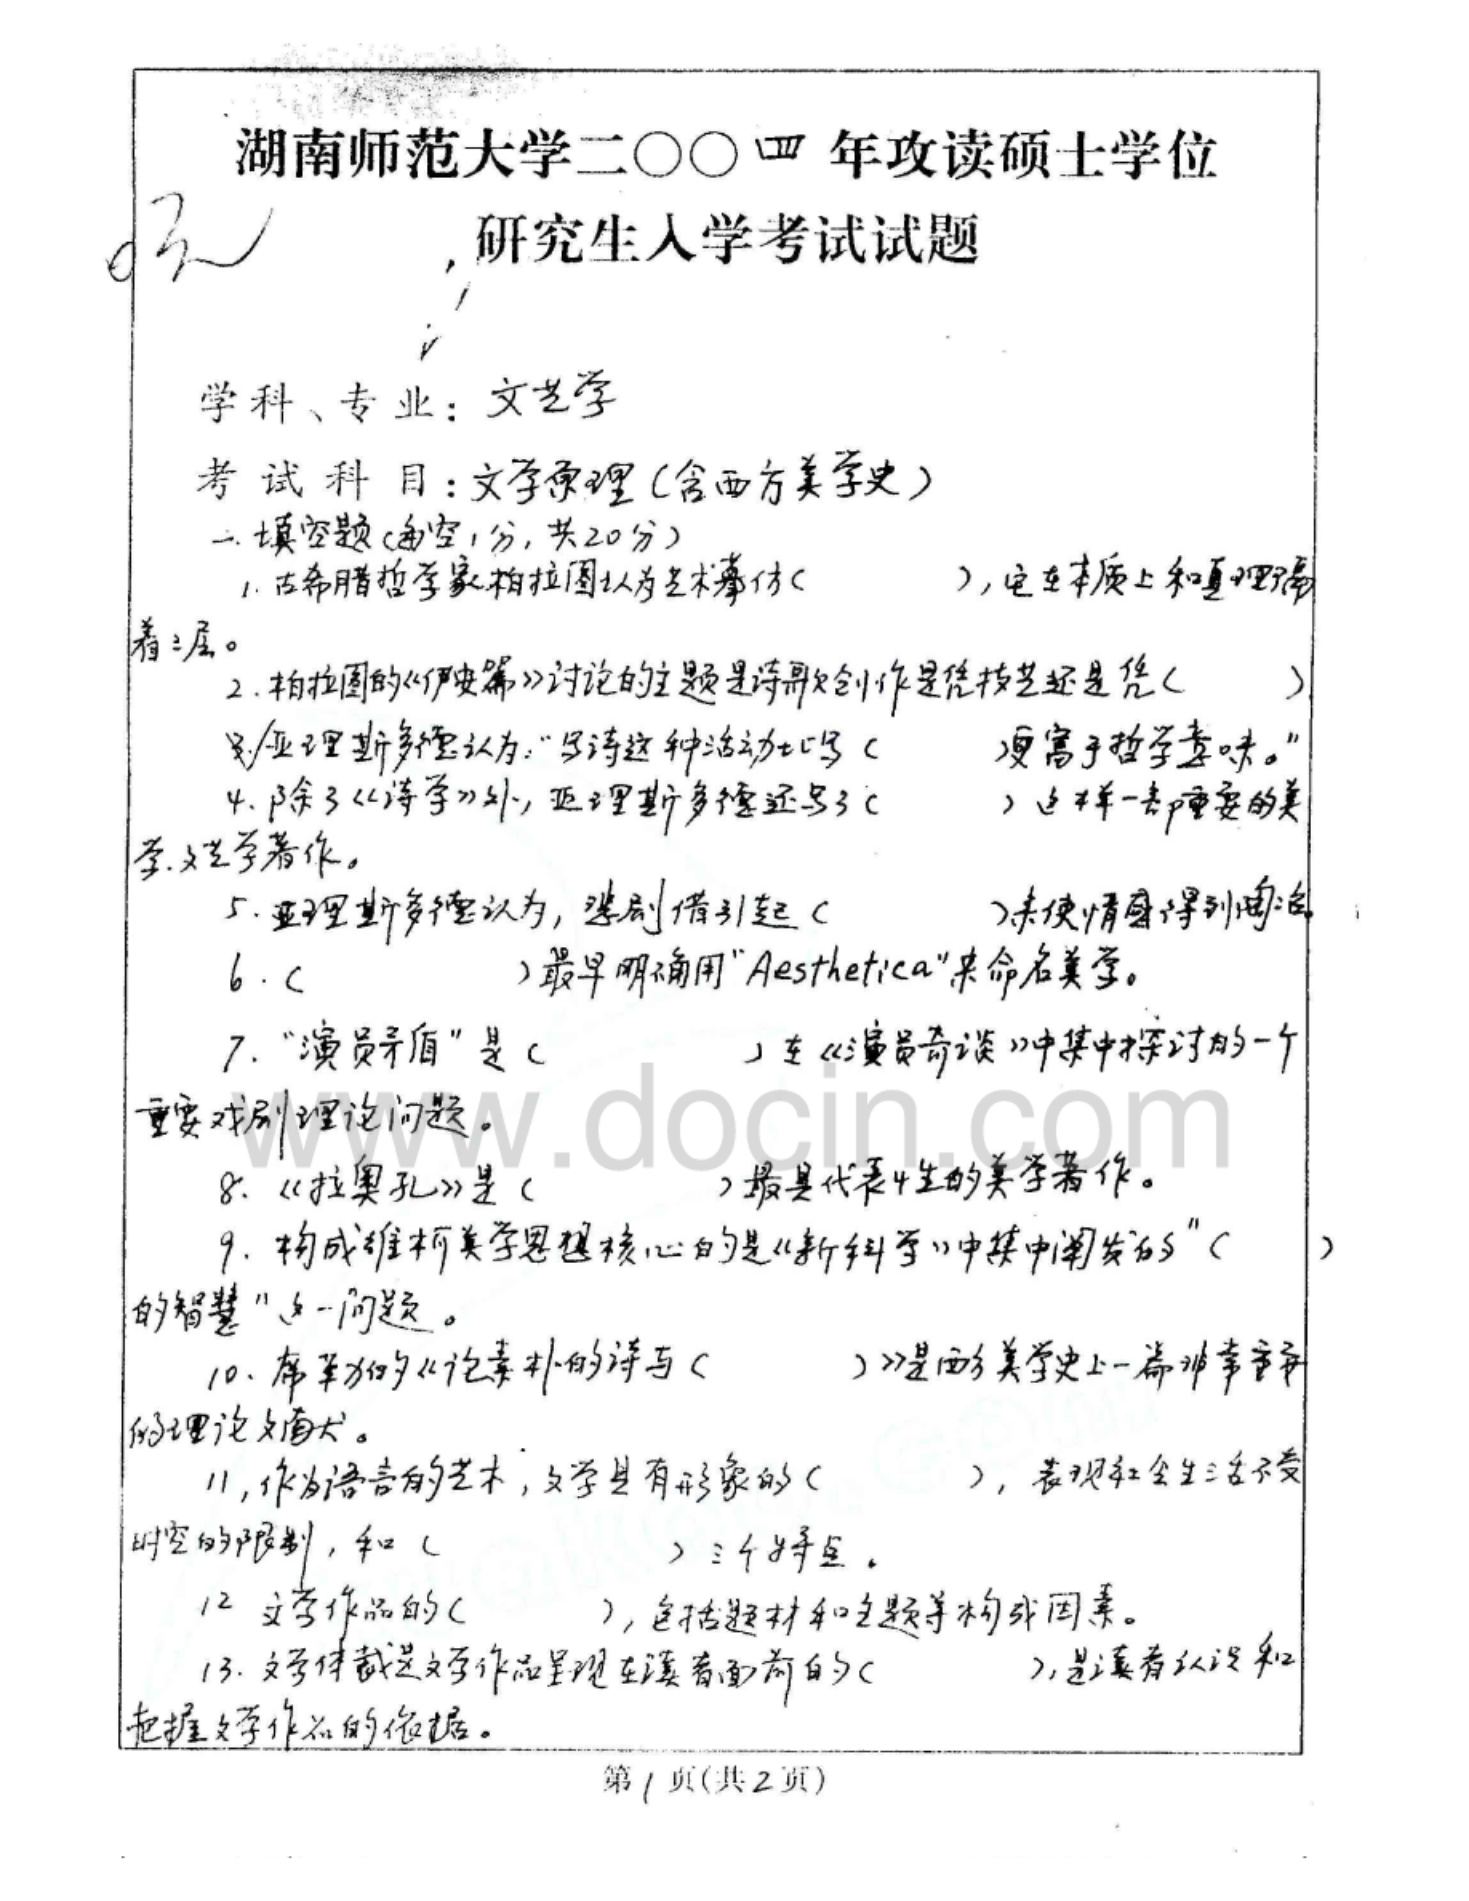 湖南师范大学二〇〇四年攻读硕士学位
研究生入学考试试题
学科、专业：文艺学
考试科目：文学原理（含西方美学史）
一、填空题（每空1分，共20分）
1. 古希腊哲学家柏拉图认为艺术摹仿（　　　），它在本质上和真理隔
着三层。
2. 柏拉图的《伊安篇》讨论的主题是诗歌创作是凭技艺还是凭（　　　）
3. 亚理斯多德认为：“写诗这种活动比写（　　　）更富于哲学意味。”
4. 除了《诗学》外，亚理斯多德还写了（　　　）这样一部重要的美
学、文艺学著作。
5. 亚理斯多德认为，悲剧借引起（　　　）来使情感得到陶冶。
6. （　　　）最早明确用“Aesthetica”来命名美学。
7. “演员矛盾”是（　　　）在《演员奇谈》中集中探讨的一个
重要戏剧理论问题。
www.docin.com
8. 《拉奥孔》是（　　　）最具代表性的美学著作。
9. 构成维柯美学思想核心的是《新科学》中集中阐发的“（　　　）
的智慧”这一问题。
10. 席勒的《论素朴的诗与（　　　）》是西方美学史上一篇非常重要
的理论文献。
11, 作为语言的艺术，文学具有形象的（　　　），表现社会生活不受
时空的限制，和（　　　）三个特点。
12 文学作品的（　　　），包括题材和主题等构成因素。
13. 文学体裁是文学作品呈现在读者面前的（　　　），是读者认识和
把握文学作品的依据。
第1页（共2页）